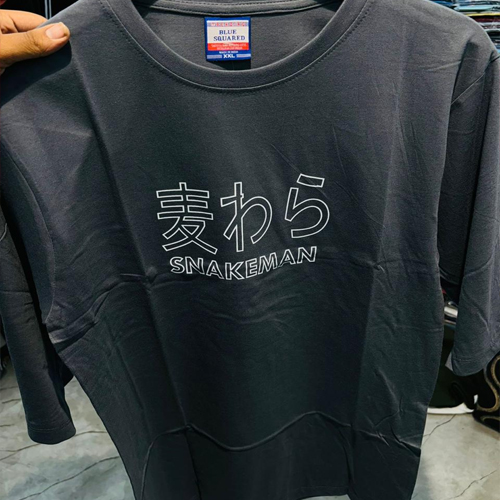 BLUE
SQUARED
XXL
麦わら
SNAKEMAN